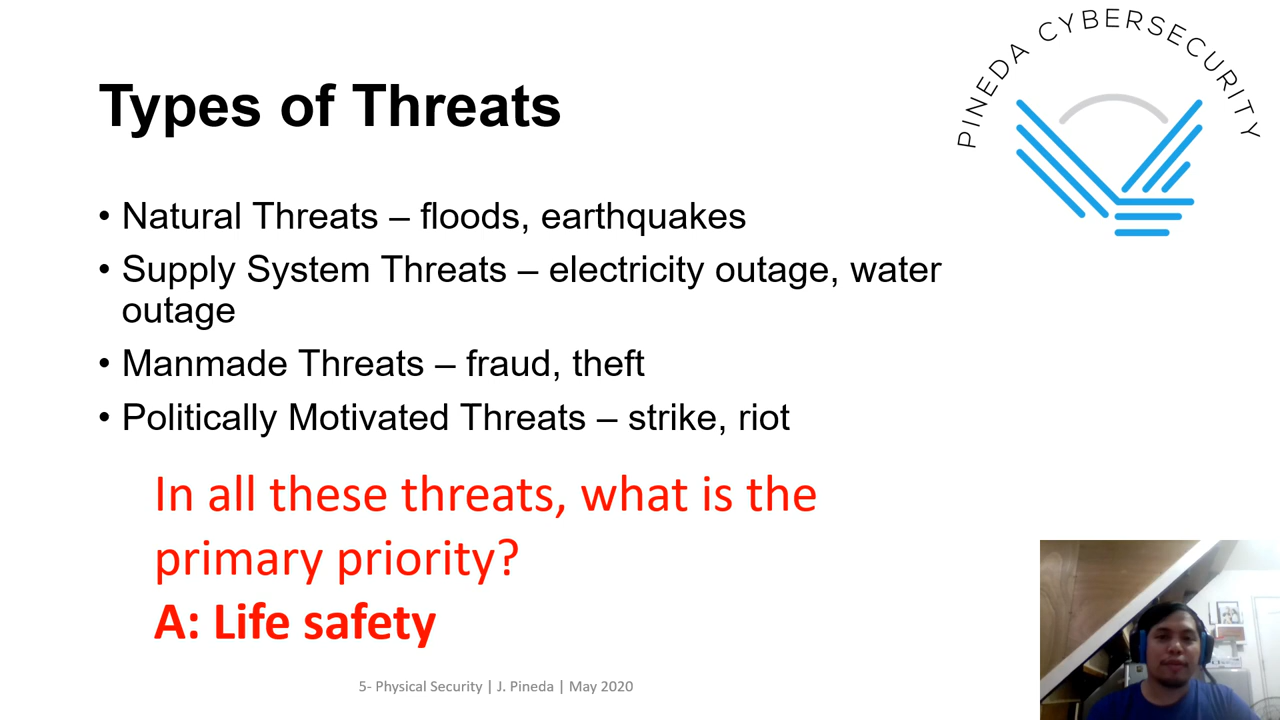 PINEDA CYBERSECURITY
Types of Threats
• Natural Threats – floods, earthquakes
• Supply System Threats – electricity outage, water
outage
• Manmade Threats – fraud, theft
• Politically Motivated Threats – strike, riot
In all these threats, what is the
primary priority?
A: Life safety
5- Physical Security | J. Pineda | May 2020